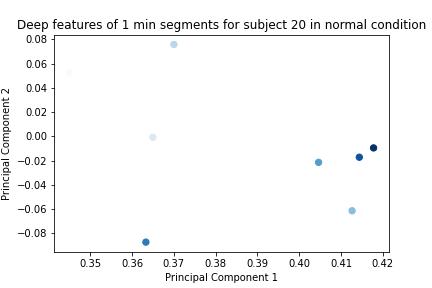 Deep features of 1 min segments for subject 20 in normal condition
0.08
0.06
0.04
0.02
0.00
−0.02
−0.04
−0.06
−0.08
Principal Component 2
0.35 0.36 0.37 0.38 0.39 0.40 0.41 0.42
Principal Component 1